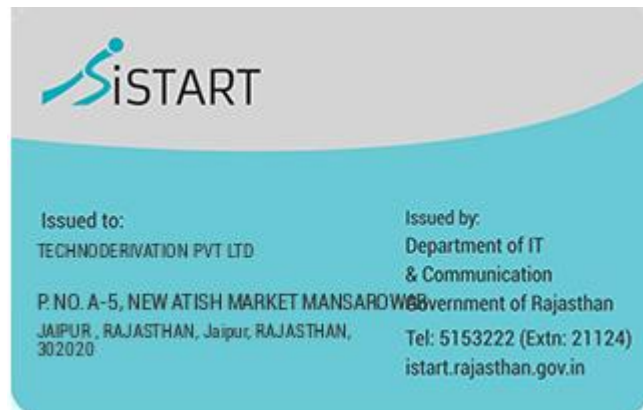 iSTART
Issued to:
TECHNODERIVATION PVT LTD
P. NO. A-5, NEW ATISH MARKET MANSAROWAR
JAIPUR , RAJASTHAN, Jaipur, RAJASTHAN,
302020
Issued by:
Department of IT
& Communication
Government of Rajasthan
Tel: 5153222 (Extn: 21124)
istart.rajasthan.gov.in